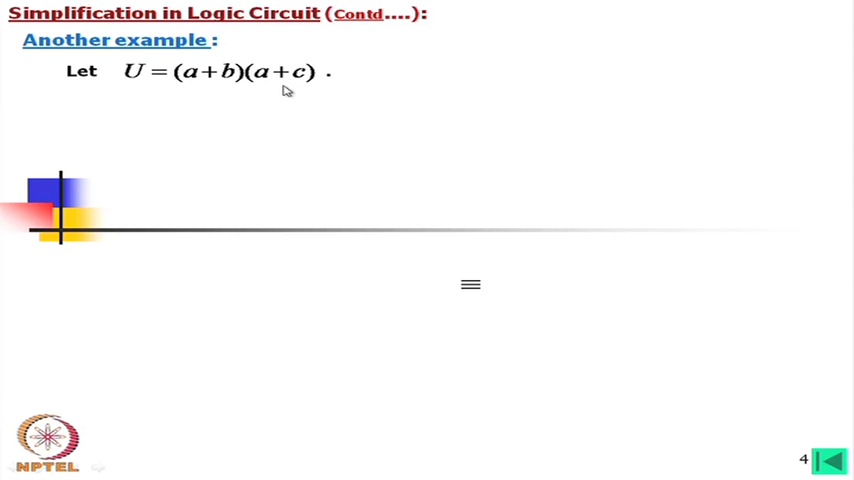 Simplification in Logic Circuit (Contd....):
Another example :
Let U = (a+b)(a+c) .
≡
NPTEL
4